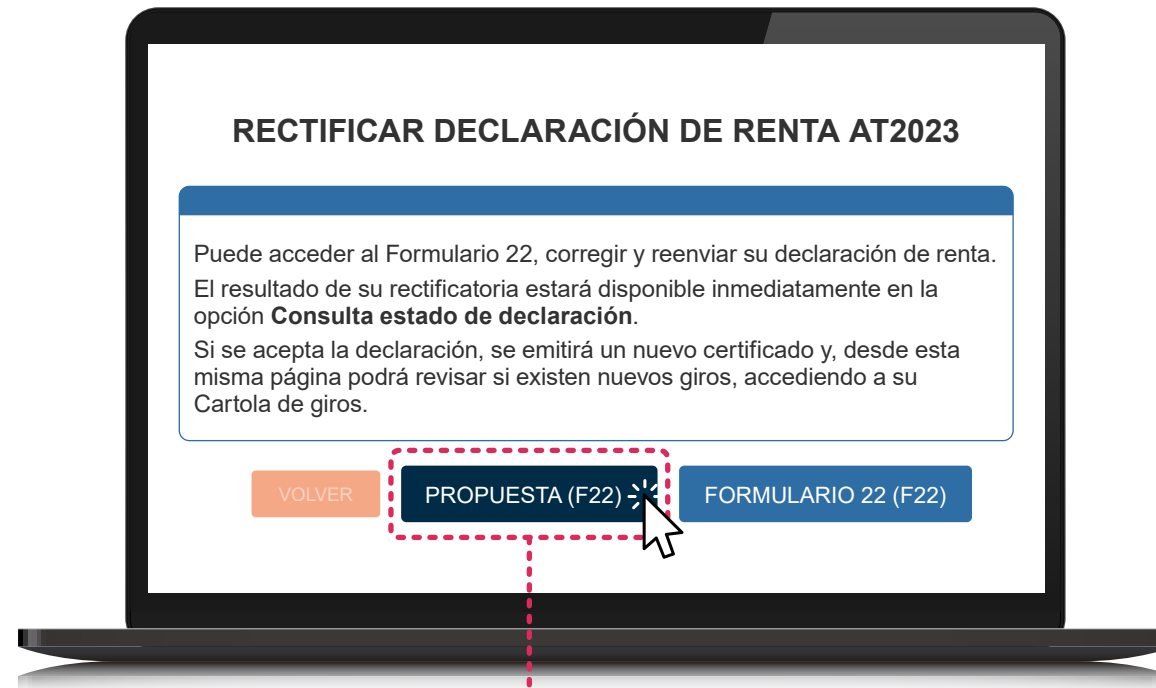 RECTIFICAR DECLARACIÓN DE RENTA AT2023
Puede acceder al Formulario 22, corregir y reenviar su declaración de renta.
El resultado de su rectificatoria estará disponible inmediatamente en la
opción Consulta estado de declaración.
Si se acepta la declaración, se emitirá un nuevo certificado y, desde esta
misma página podrá revisar si existen nuevos giros, accediendo a su
Cartola de giros.
VOLVER
PROPUESTA (F22)
FORMULARIO 22 (F22)